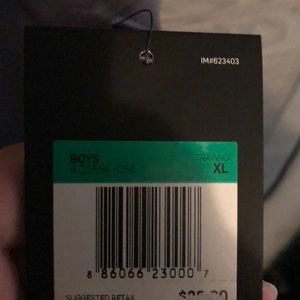 IM#623403
BOYS TRAINING
XL
8 86066 23000 7
SUGGESTED RETAIL